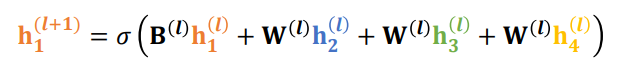 h₁⁽ˡ⁺¹⁾ = σ(B⁽ˡ⁾h₁⁽ˡ⁾ + W⁽ˡ⁾h₂⁽ˡ⁾ + W⁽ˡ⁾h₃⁽ˡ⁾ + W⁽ˡ⁾h₄⁽ˡ⁾)